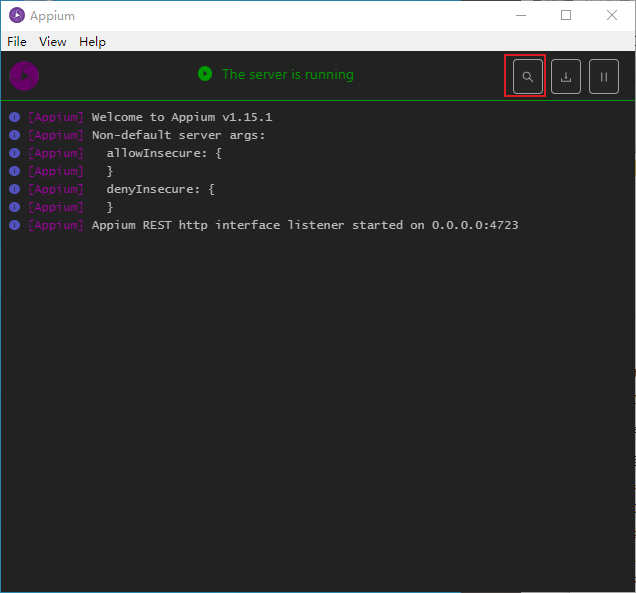 Appium
File View Help
The server is running
[Appium] Welcome to Appium v1.15.1
[Appium] Non-default server args:
[Appium]   allowInsecure: {
[Appium]   }
[Appium]   denyInsecure: {
[Appium]   }
[Appium] Appium REST http interface listener started on 0.0.0.0:4723